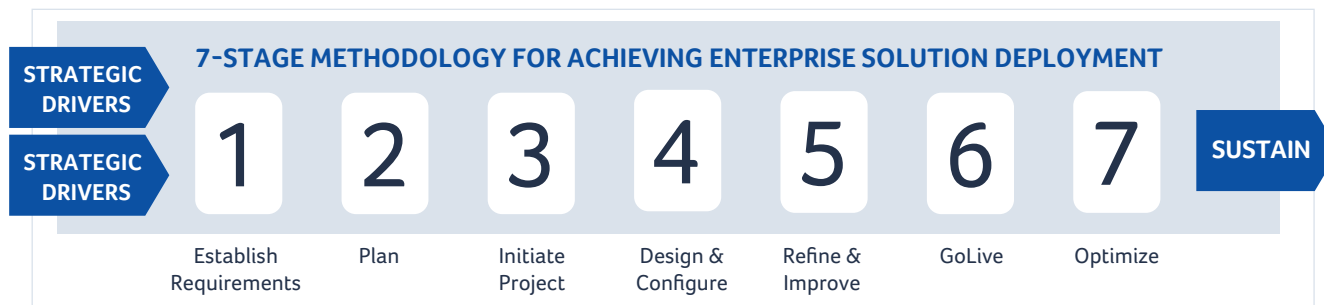 7-STAGE METHODOLOGY FOR ACHIEVING ENTERPRISE SOLUTION DEPLOYMENT
STRATEGIC
DRIVERS
STRATEGIC
DRIVERS
1
2
3
4
5
6
7
SUSTAIN
Establish
Requirements
Plan
Initiate
Project
Design &
Configure
Refine &
Improve
GoLive
Optimize